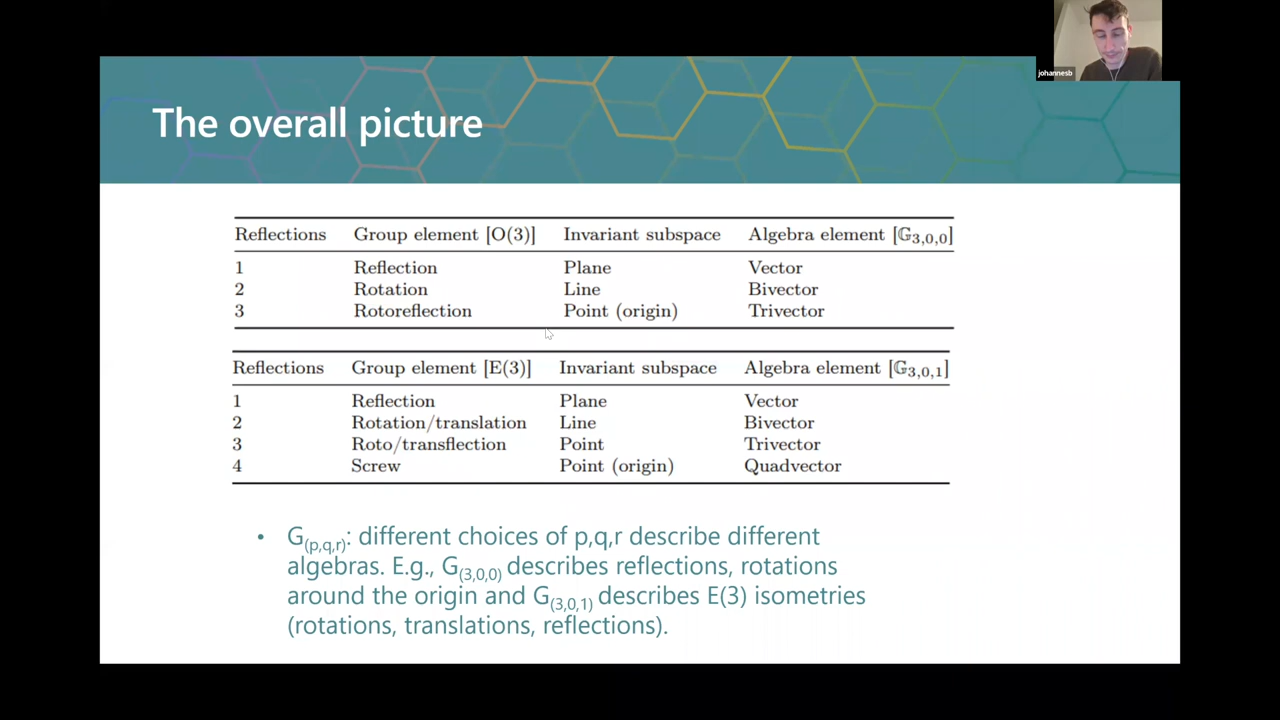 johannesb
The overall picture
Reflections Group element [O(3)] Invariant subspace Algebra element [𝔾3,0,0]
1 Reflection Plane Vector
2 Rotation Line Bivector
3 Rotoreflection Point (origin) Trivector
Reflections Group element [E(3)] Invariant subspace Algebra element [𝔾3,0,1]
1 Reflection Plane Vector
2 Rotation/translation Line Bivector
3 Roto/transflection Point Trivector
4 Screw Point (origin) Quadvector
• G(p,q,r): different choices of p,q,r describe different
algebras. E.g., G(3,0,0) describes reflections, rotations
around the origin and G(3,0,1) describes E(3) isometries
(rotations, translations, reflections).